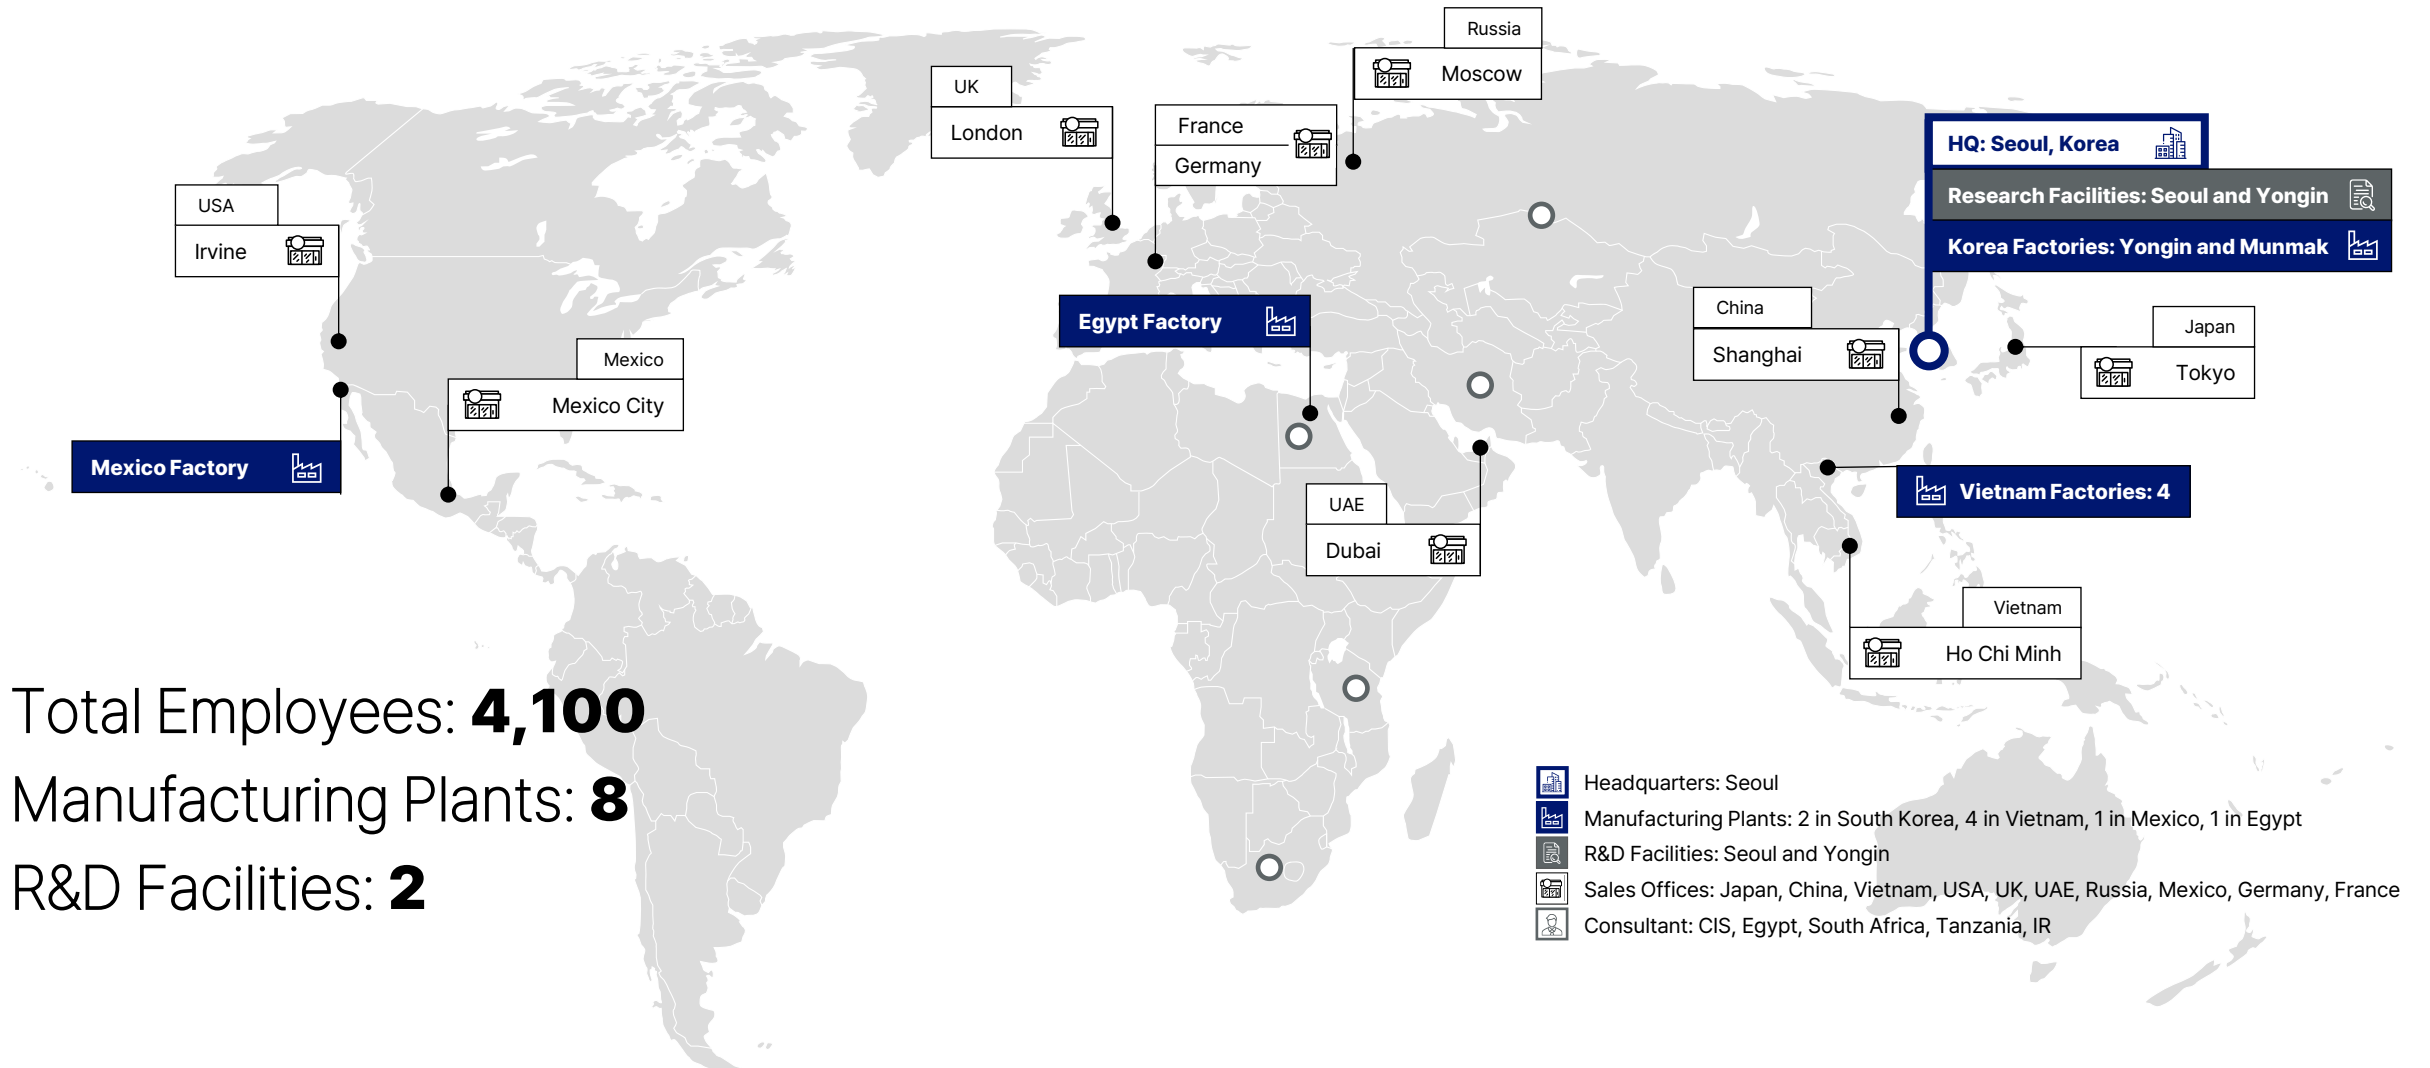 Russia
Moscow
UK
London
France
Germany
HQ: Seoul, Korea
Research Facilities: Seoul and Yongin
Korea Factories: Yongin and Munmak
USA
Irvine
Egypt Factory
China
Shanghai
Japan
Tokyo
Mexico
Mexico City
Mexico Factory
UAE
Dubai
Vietnam Factories: 4
Vietnam
Ho Chi Minh
Total Employees: 4,100
Manufacturing Plants: 8
R&D Facilities: 2
Headquarters: Seoul
Manufacturing Plants: 2 in South Korea, 4 in Vietnam, 1 in Mexico, 1 in Egypt
R&D Facilities: Seoul and Yongin
Sales Offices: Japan, China, Vietnam, USA, UK, UAE, Russia, Mexico, Germany, France
Consultant: CIS, Egypt, South Africa, Tanzania, IR